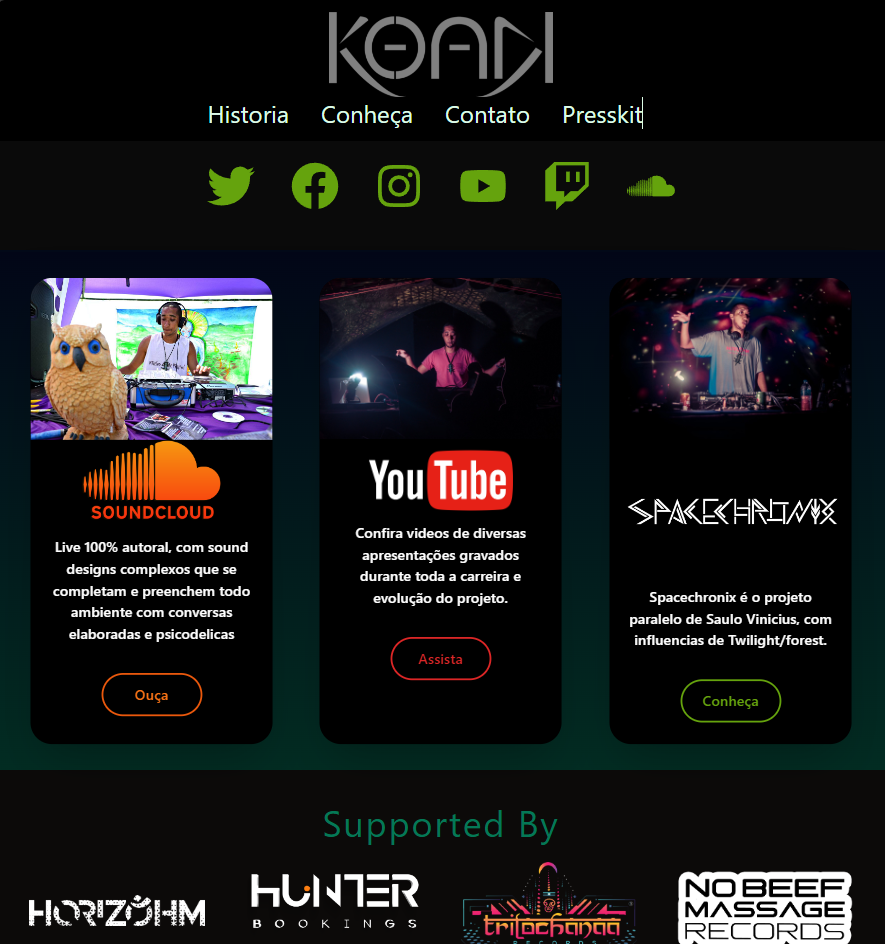 KOAN
Historia Conheça Contato Presskit
SOUNDCLOUD
Live 100% autoral, com sound
designs complexos que se
completam e preenchem todo
ambiente com conversas
elaboradas e psicodelicas
Ouça
YouTube
Confira videos de diversas
apresentações gravados
durante toda a carreira e
evolução do projeto.
Assista
SPACECHRONIX
Spacechronix é o projeto
paralelo de Saulo Vinicius, com
influencias de Twilight/forest.
Conheça
Supported By
HORIZÖHM
HUNTER
BOOKINGS
trilochanaa
RECORDS
NO BEEF
MASSAGE
RECORDS